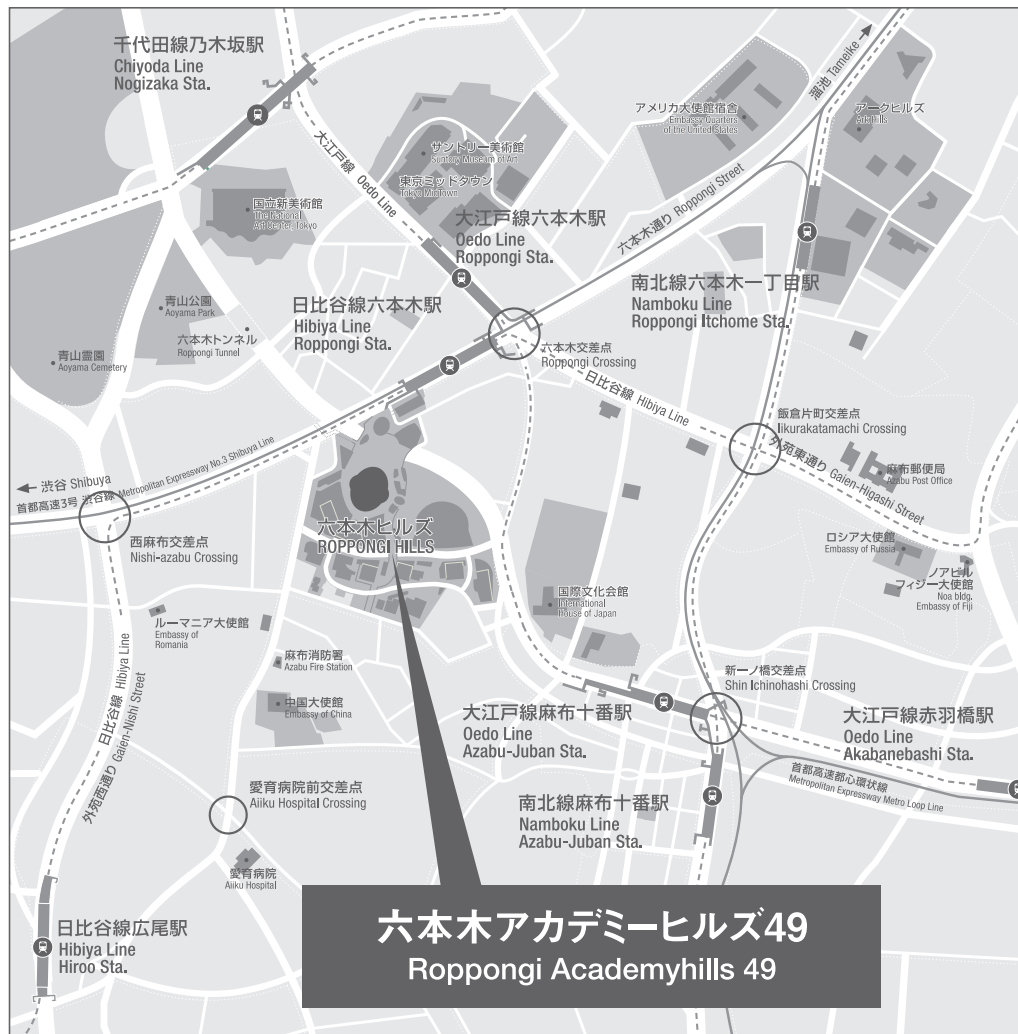 千代田線乃木坂駅
Chiyoda Line
Nogizaka Sta.
大江戸線 Oedo Line
サントリー美術館
Suntory Museum of Art
東京ミッドタウン
Tokyo Midtown
アメリカ大使館宿舎
Embassy Quarters
of the United States
溜池 Tameike
アークヒルズ
Ark Hills
国立新美術館
The National
Art Center, Tokyo
大江戸線六本木駅
Oedo Line
Roppongi Sta.
六本木通り Roppongi Street
南北線六本木一丁目駅
Namboku Line
Roppongi Itchome Sta.
日比谷線六本木駅
Hibiya Line
Roppongi Sta.
青山公園
Aoyama Park
六本木トンネル
Roppongi Tunnel
青山霊園
Aoyama Cemetery
六本木交差点
Roppongi Crossing
日比谷線 Hibiya Line
飯倉片町交差点
Iikurakatamachi Crossing
外苑東通り Gaien-Higashi Street
麻布郵便局
Azabu Post Office
渋谷 Shibuya
首都高速3号 渋谷線 Metropolitan Expressway No.3 Shibuya Line
西麻布交差点
Nishi-azabu Crossing
六本木ヒルズ
ROPPONGI HILLS
ロシア大使館
Embassy of Russia
ノアビル
フィジー大使館
Noa bldg.
Embassy of Fiji
国際文化会館
International
House of Japan
ルーマニア大使館
Embassy of
Romania
麻布消防署
Azabu Fire Station
中国大使館
Embassy of China
新一ノ橋交差点
Shin Ichinohashi Crossing
日比谷線 Hibiya Line
外苑西通り Gaien-Nishi Street
大江戸線麻布十番駅
Oedo Line
Azabu-Juban Sta.
大江戸線赤羽橋駅
Oedo Line
Akabanebashi Sta.
首都高速都心環状線
Metropolitan Expressway Metro Loop Line
愛育病院前交差点
Aiiku Hospital Crossing
南北線麻布十番駅
Namboku Line
Azabu-Juban Sta.
愛育病院
Aiiku Hospital
日比谷線広尾駅
Hibiya Line
Hiroo Sta.
六本木アカデミーヒルズ49
Roppongi Academyhills 49